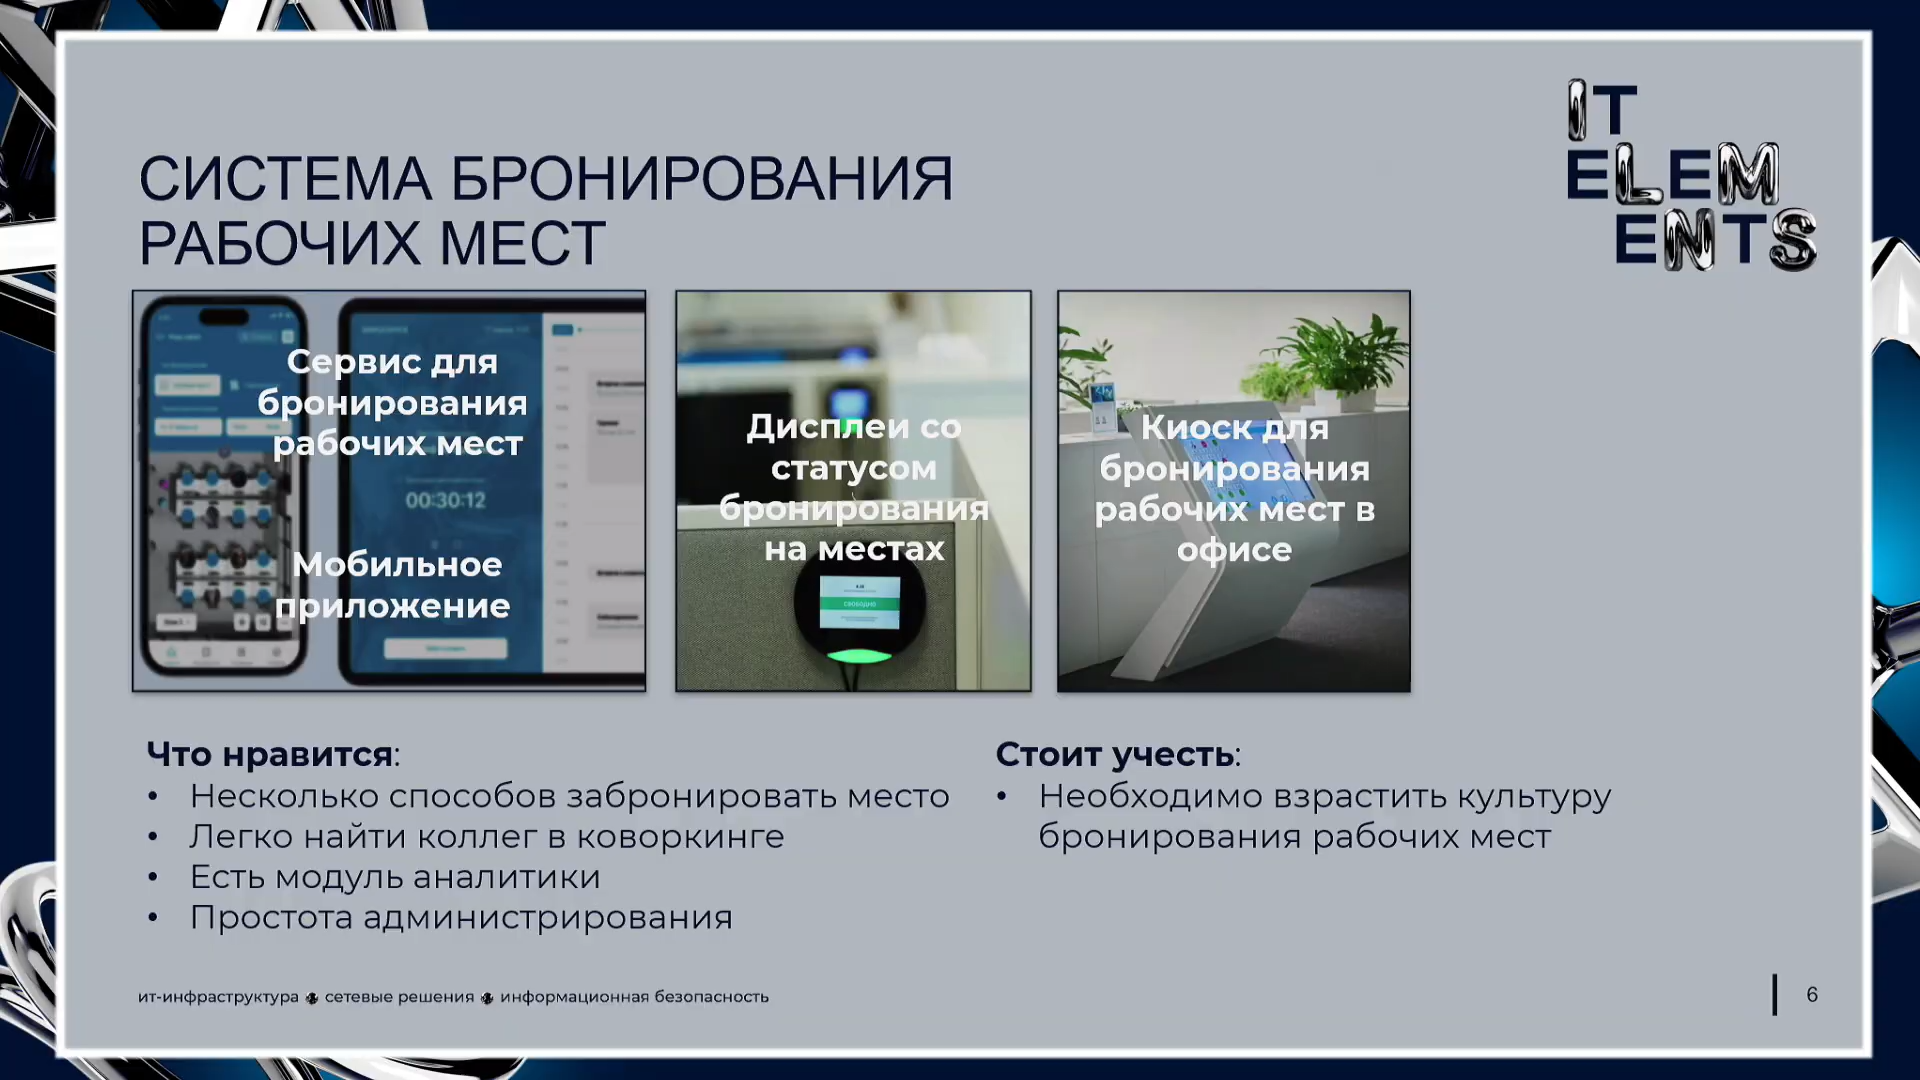 IT
ELEM
ENTS
СИСТЕМА БРОНИРОВАНИЯ
РАБОЧИХ МЕСТ
Сервис для
бронирования
рабочих мест
00:30:12
Мобильное
приложение
Дисплеи со
статусом
бронирования
на местах
СВОБОДНО
Киоск для
бронирования
рабочих мест в
офисе
Что нравится:
• Несколько способов забронировать место
• Легко найти коллег в коворкинге
• Есть модуль аналитики
• Простота администрирования
Стоит учесть:
• Необходимо взрастить культуру
бронирования рабочих мест
ит-инфраструктура сетевые решения информационная безопасность
6